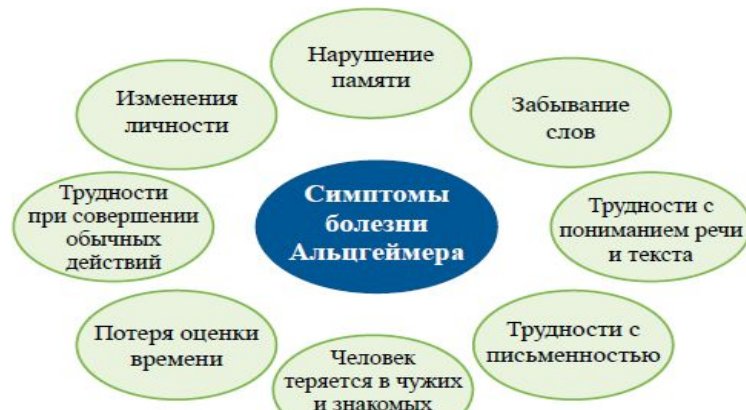 Нарушение
памяти
Забывание
слов
Трудности с
пониманием речи
и текста
Трудности с
письменностью
Человек
теряется в чужих
и знакомых
Потеря оценки
времени
Трудности
при совершении
обычных
действий
Изменения
личности
Симптомы
болезни
Альцгеймера